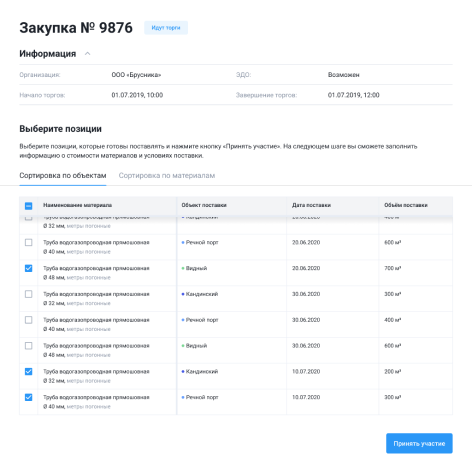 Закупка № 9876
Идут торги
Информация
Организация: ООО «Брусника» ЭДО: Возможен
Начало торгов: 01.07.2019, 10:00 Завершение торгов: 01.07.2019, 12:00
Выберите позиции
Выберите позиции, которые готовы поставлять и нажмите кнопку «Принять участие». На следующем шаге вы сможете заполнить
информацию о стоимости материалов и условиях поставки.
Сортировка по объектам Сортировка по материалам
Наименование материала Объект поставки Дата поставки Объём поставки
Труба водогазопроводная прямошовная Кандинский
Ø 32 мм, метры погонные
Труба водогазопроводная прямошовная Речной порт 20.06.2020 600 м³
Ø 40 мм, метры погонные
Труба водогазопроводная прямошовная Видный 20.06.2020 700 м³
Ø 48 мм, метры погонные
Труба водогазопроводная прямошовная Кандинский 30.06.2020 300 м³
Ø 32 мм, метры погонные
Труба водогазопроводная прямошовная Речной порт 30.06.2020 400 м³
Ø 40 мм, метры погонные
Труба водогазопроводная прямошовная Видный 30.06.2020 600 м³
Ø 48 мм, метры погонные
Труба водогазопроводная прямошовная Кандинский 10.07.2020 200 м³
Ø 32 мм, метры погонные
Труба водогазопроводная прямошовная Речной порт 10.07.2020 300 м³
Ø 40 мм, метры погонные
Принять участие